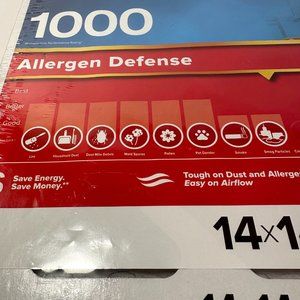 1000
Allergen Defense
Best
Better
Good
Lint
Household Dust
Dust Mite Debris
Mold Spores
Pollen
Pet Dander
Smoke
Smog Particles
Save Energy.
Save Money.**
Tough on Dust and Allerge
Easy on Airflow
14x1